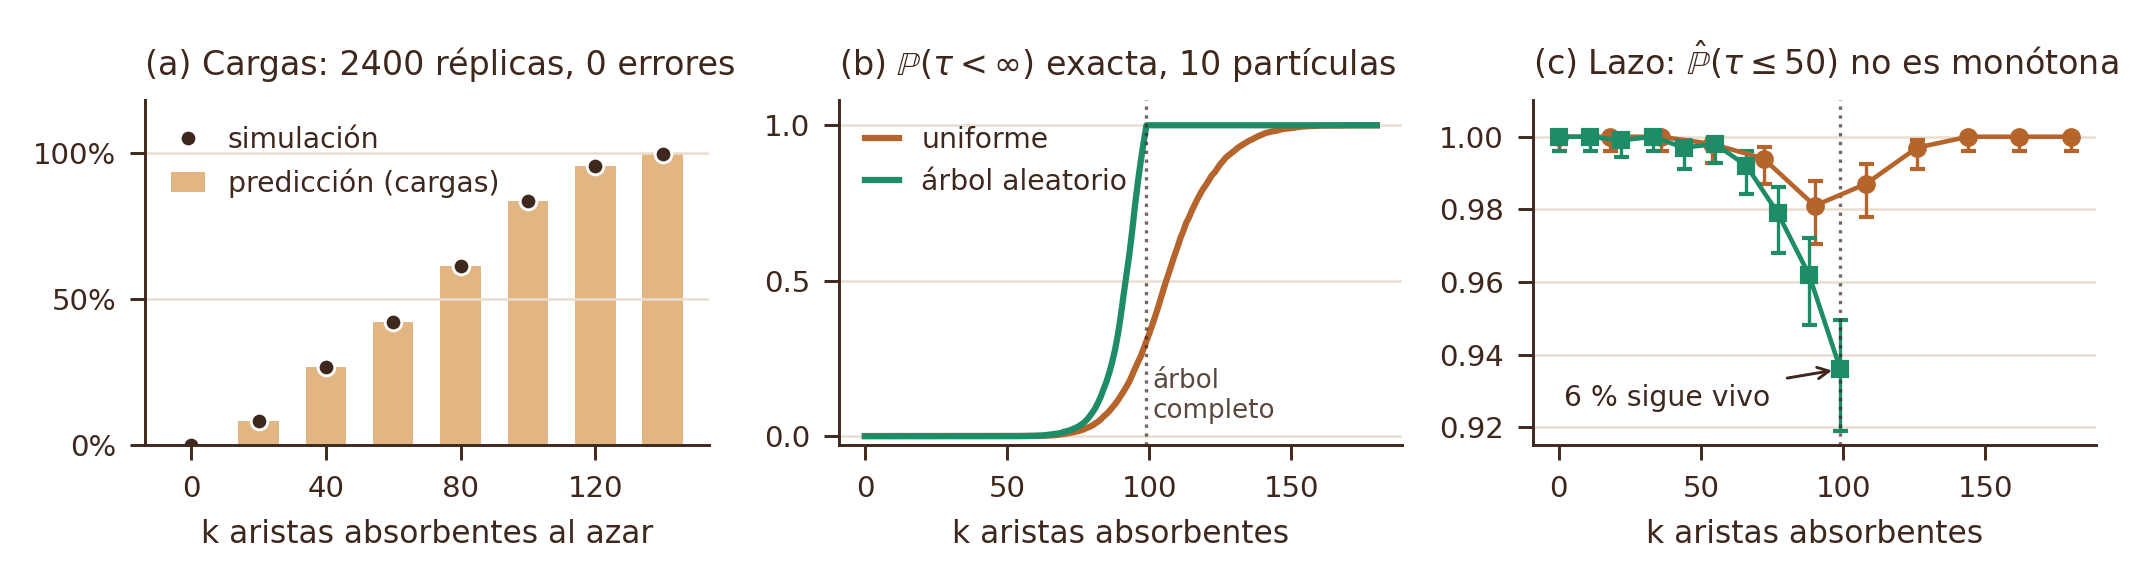 (a) Cargas: 2400 réplicas, 0 errores
simulación
predicción (cargas)
100%
50%
0%
0 40 80 120
k aristas absorbentes al azar
(b) ℙ(τ < ∞) exacta, 10 partículas
uniforme
árbol aleatorio
árbol
completo
1.0
0.5
0.0
0 50 100 150
k aristas absorbentes
(c) Lazo: ℙ̂(τ ≤ 50) no es monótona
1.00
0.98
0.96
0.94
0.92
6 % sigue vivo
0 50 100 150
k aristas absorbentes